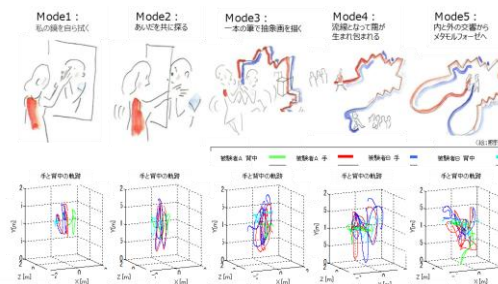 Mode1：
私の鏡を自ら拭く
Mode2：
あいだを共に探る
Mode3：
一本の筆で抽象画を描く
Mode4：
流線となって龍が
生まれ包まれる
Mode5：
内と外の交響から
メタモルフォーゼへ
被験者A 背中
被験者A 手
被験者B 手
被験者B 背中
手と背中の軌跡
手と背中の軌跡
手と背中の軌跡
手と背中の軌跡
手と背中の軌跡
Y[m]
Z [m]
X[m]
Y[m]
Z [m]
X[m]
Y[m]
Z [m]
X[m]
Y[m]
Z [m]
X[m]
Y[m]
Z [m]
X[m]